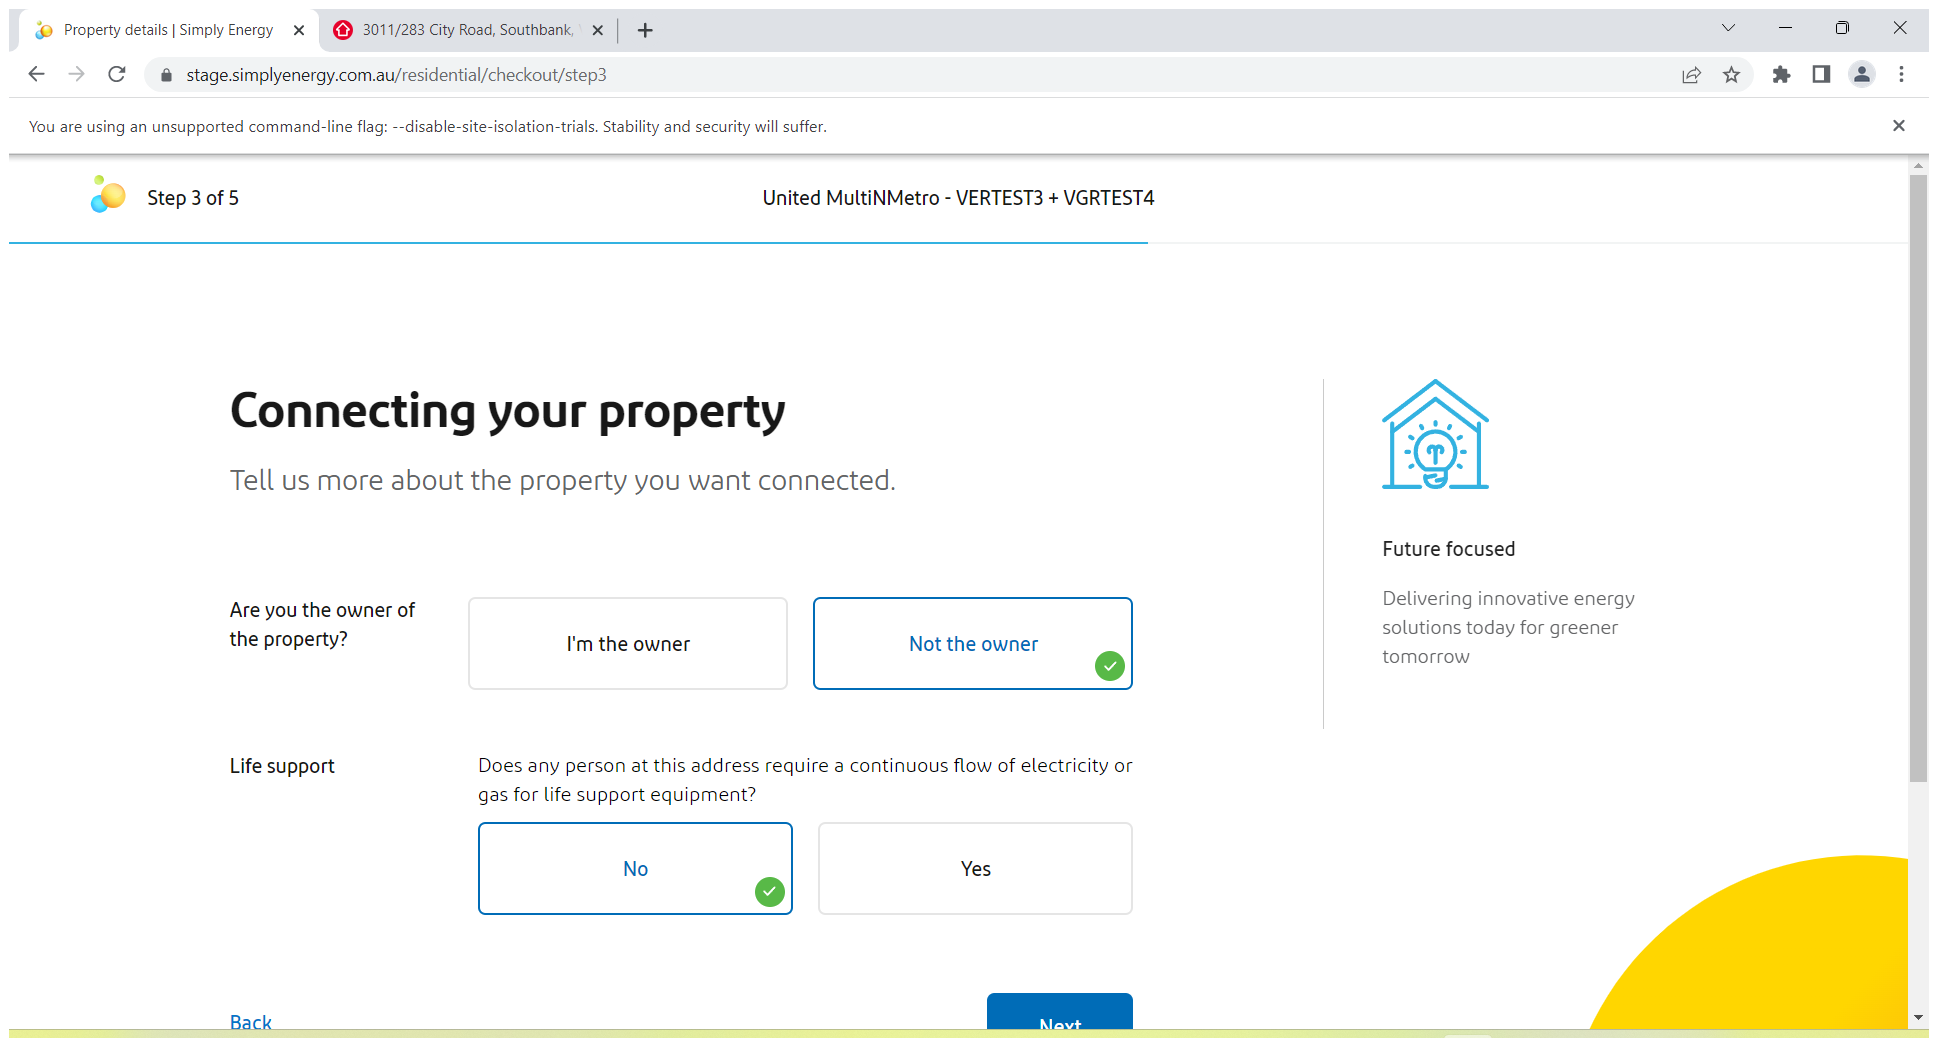 Property details | Simply Energy
3011/283 City Road, Southbank,
stage.simplyenergy.com.au/residential/checkout/step3
You are using an unsupported command-line flag: --disable-site-isolation-trials. Stability and security will suffer.
Step 3 of 5
United MultiNMetro - VERTEST3 + VGRTEST4
Connecting your property
Tell us more about the property you want connected.
Are you the owner of
the property?
I'm the owner
Not the owner
Life support
Does any person at this address require a continuous flow of electricity or
gas for life support equipment?
No
Yes
Back
Next
Future focused
Delivering innovative energy
solutions today for greener
tomorrow